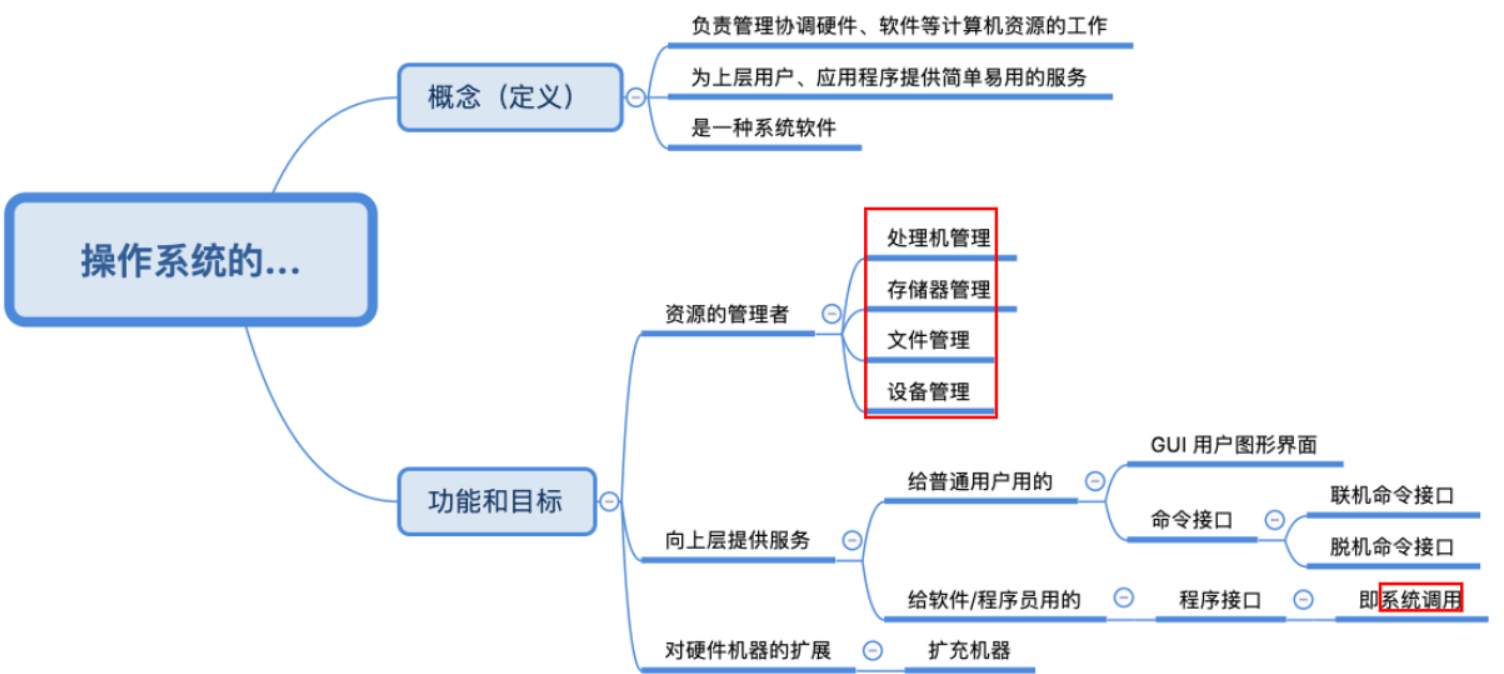 负责管理协调硬件、软件等计算机资源的工作
为上层用户、应用程序提供简单易用的服务
概念（定义）
是一种系统软件
操作系统的...
处理机管理
存储器管理
资源的管理者
文件管理
设备管理
GUI 用户图形界面
给普通用户用的
联机命令接口
功能和目标
命令接口
向上层提供服务
脱机命令接口
给软件/程序员用的
程序接口
即系统调用
对硬件机器的扩展
扩充机器